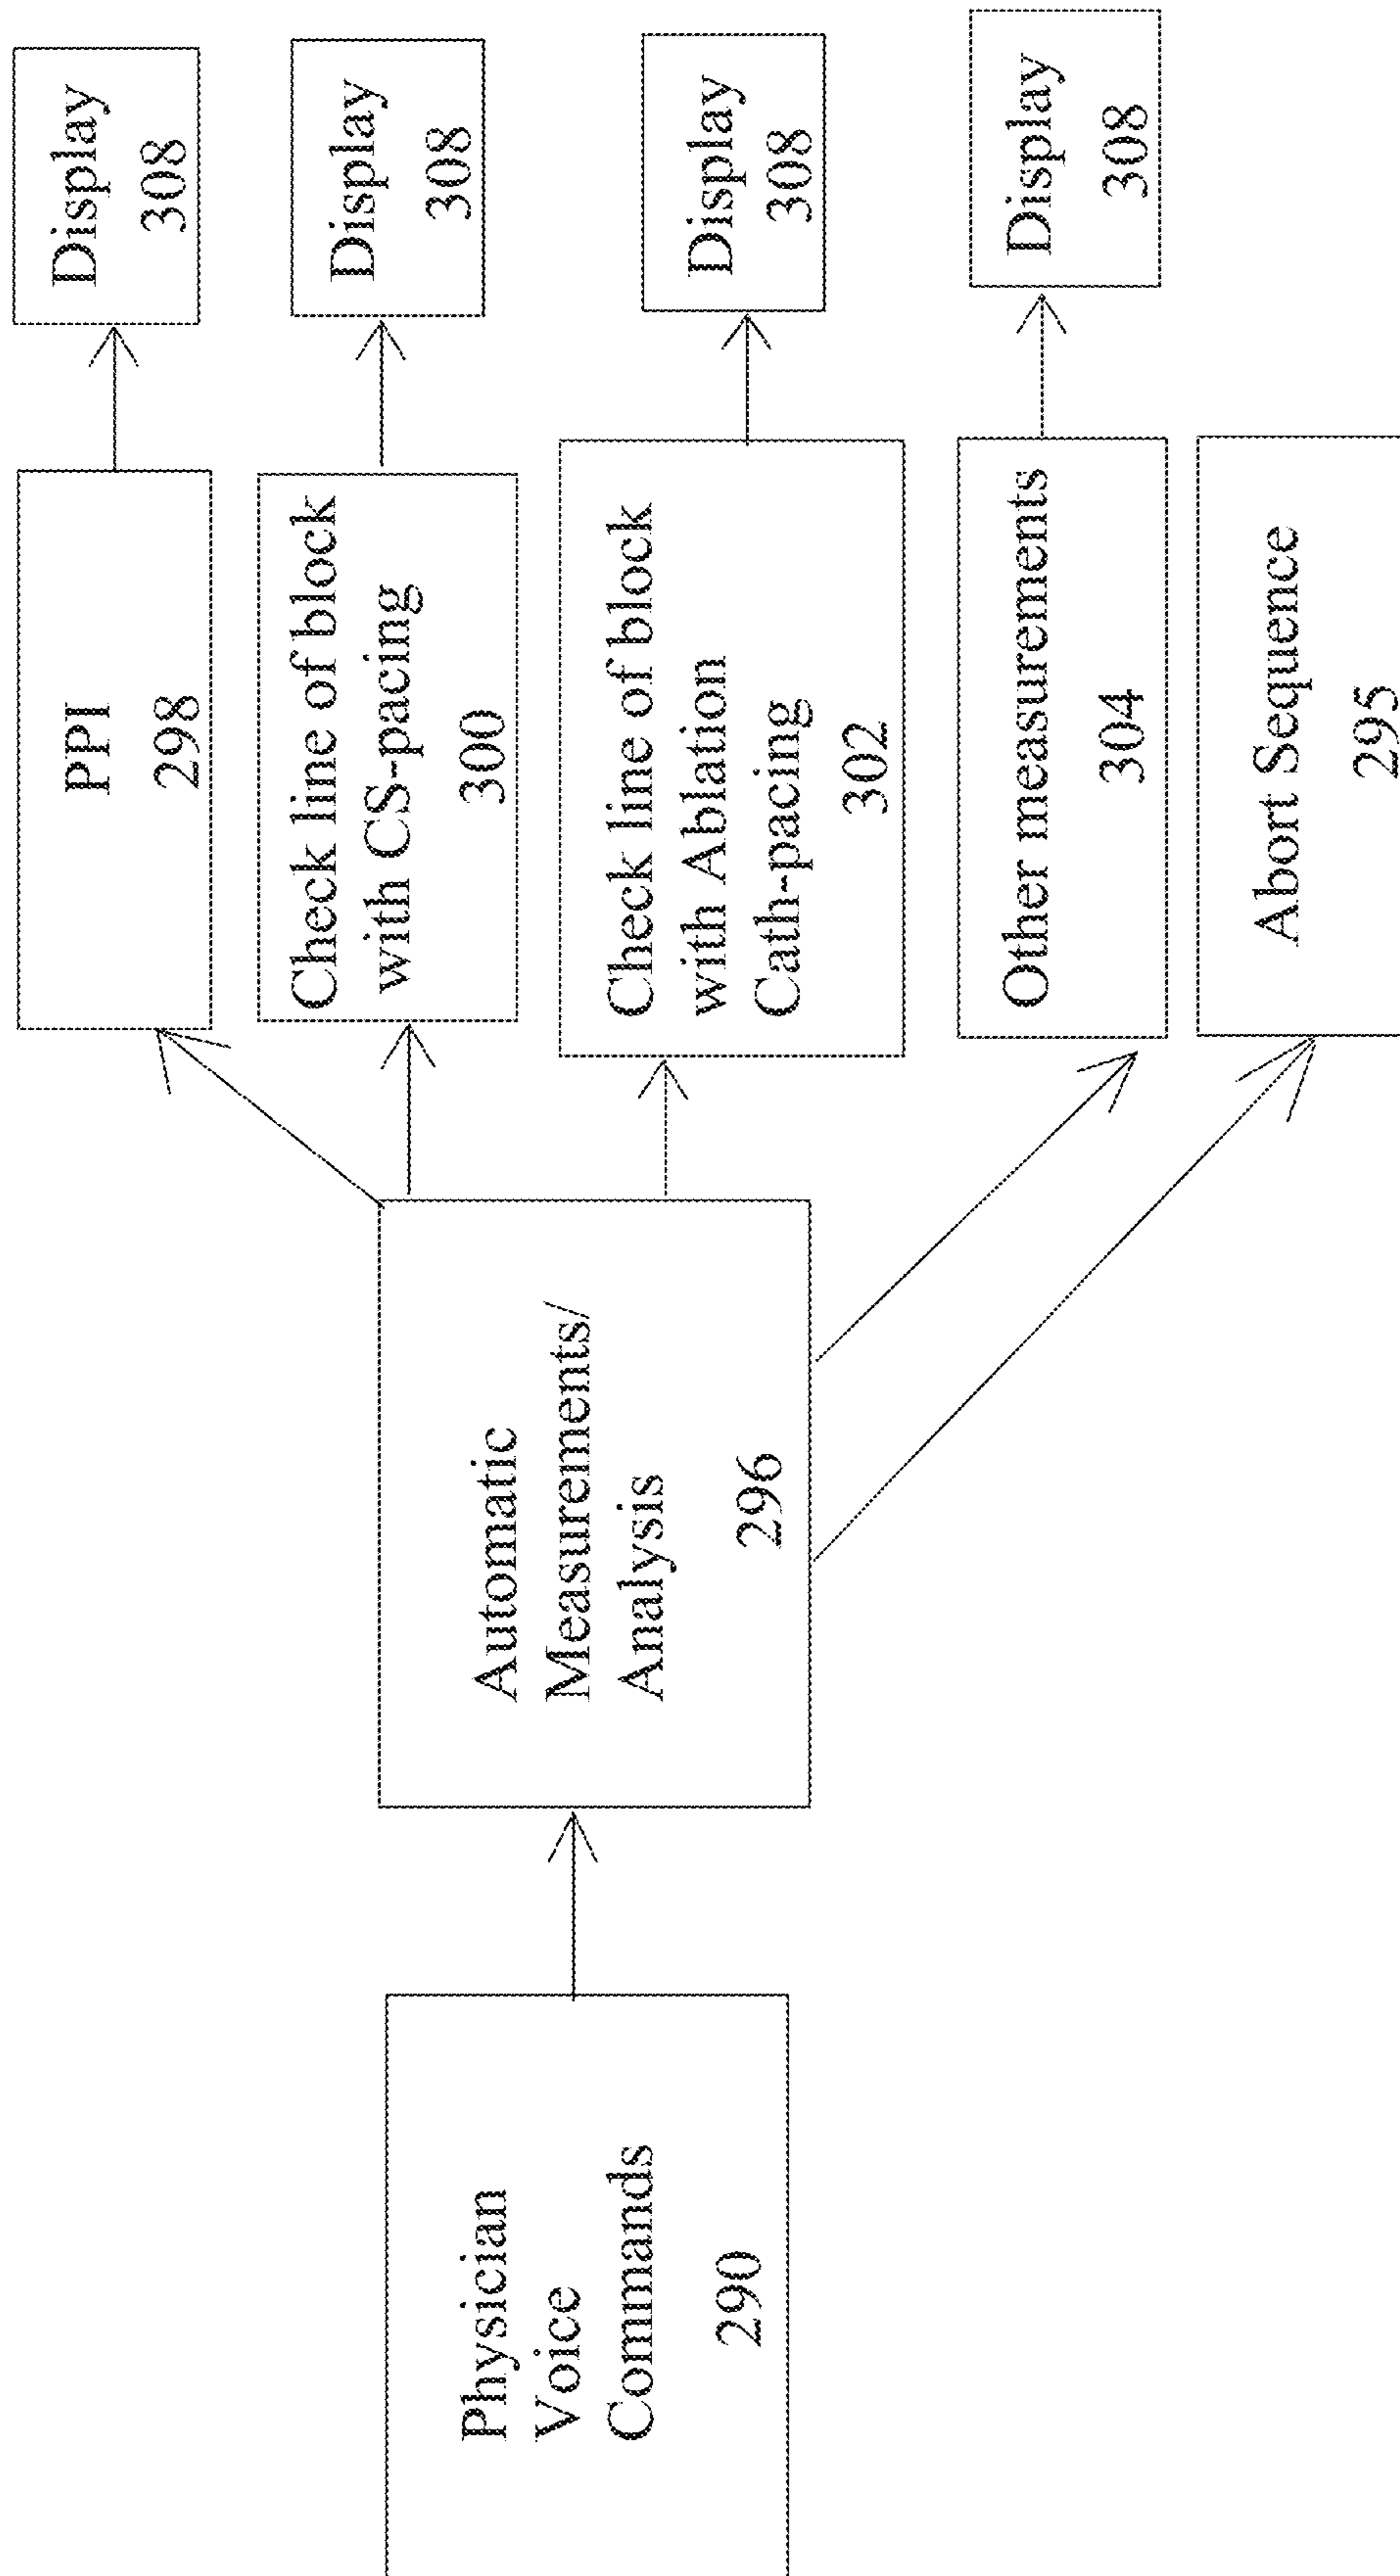 Physician
Voice
Commands
290
Automatic
Measurements/
Analysis
296
PPI
298
Display
308
Check line of block
with CS-pacing
300
Display
308
Check line of block
with Ablation
Cath-pacing
302
Display
308
Other measurements
304
Display
308
Abort Sequence
295